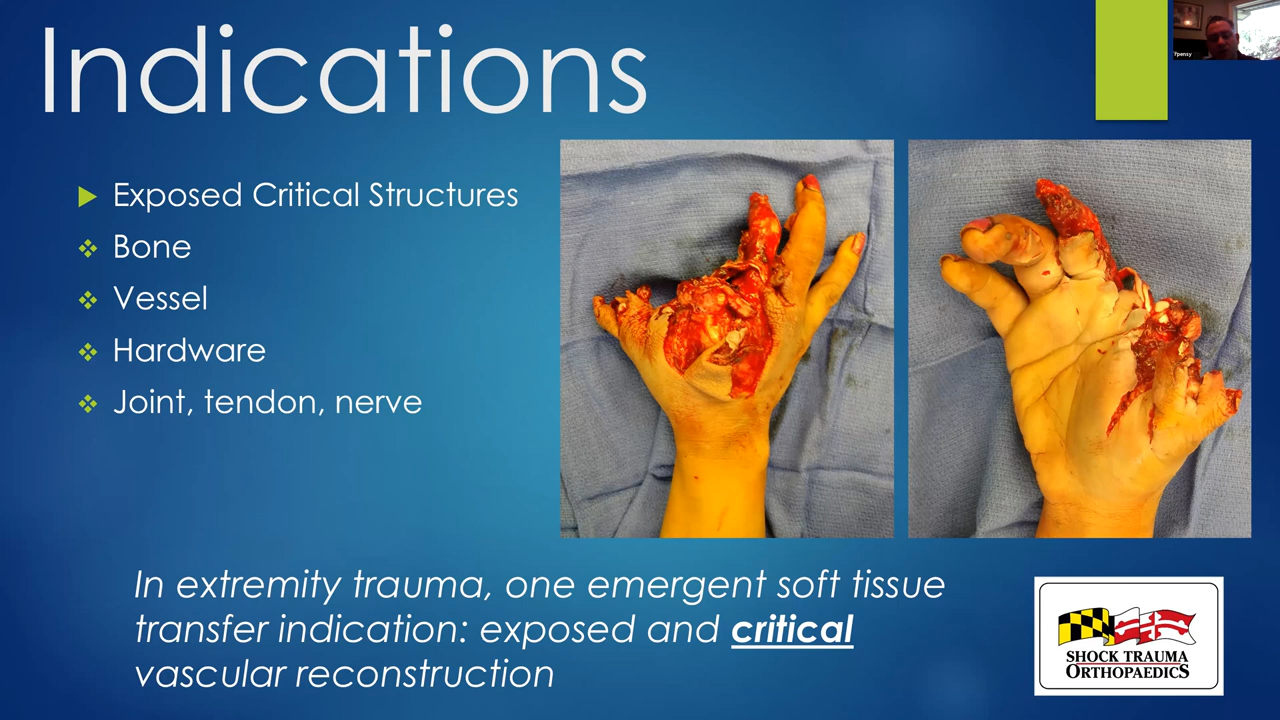 Indications
Exposed Critical Structures
Bone
Vessel
Hardware
Joint, tendon, nerve
In extremity trauma, one emergent soft tissue
transfer indication: exposed and critical
vascular reconstruction
SHOCK TRAUMA
ORTHOPAEDICS
Tpensy